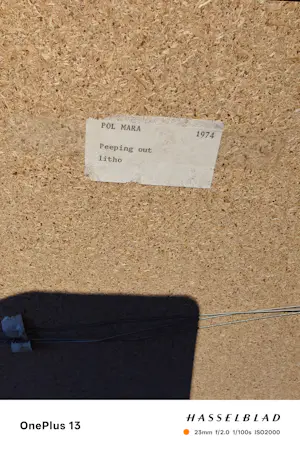 POL MARA 1974
Peeping out
litho
OnePlus 13
HASSELBLAD
23mm f/2.0 1/100s ISO2000